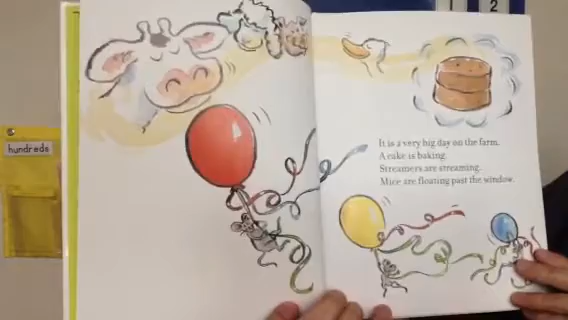 2
hundreds
It is a very big day on the farm.
A cake is baking.
Streamers are streaming.
Mice are floating past the window.